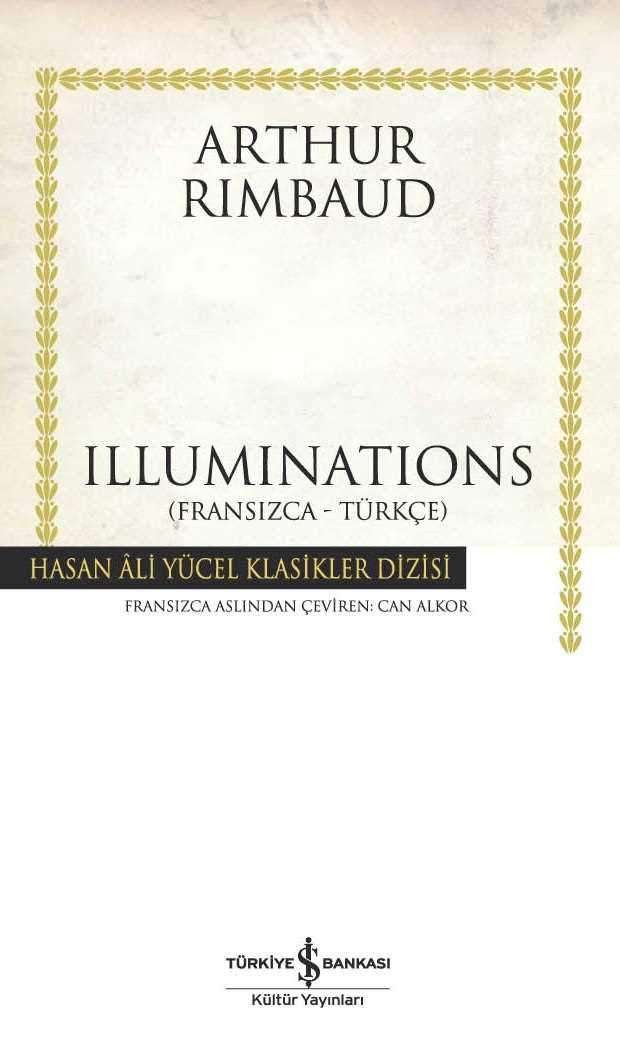 ARTHUR
RIMBAUD
ILLUMINATIONS
(FRANSIZCA - TÜRKÇE)
HASAN ÂLİ YÜCEL KLASİKLER DİZİSİ
FRANSIZCA ASLINDAN ÇEVİREN: CAN ALKOR
TÜRKİYE İŞ BANKASI
Kültür Yayınları